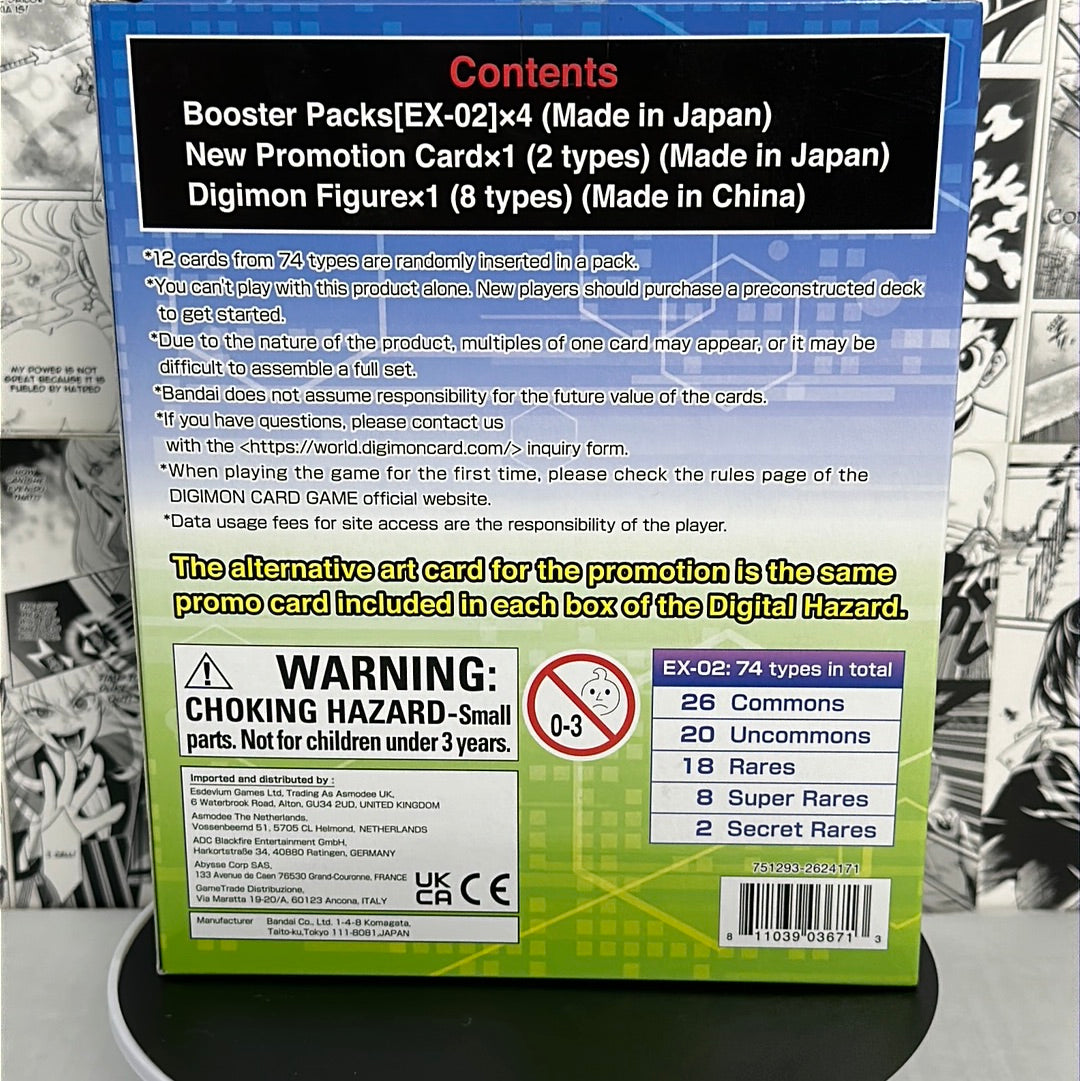 Contents
Booster Packs[EX-02]×4 (Made in Japan)
New Promotion Card×1 (2 types) (Made in Japan)
Digimon Figure×1 (8 types) (Made in China)
*12 cards from 74 types are randomly inserted in a pack.
*You can't play with this product alone. New players should purchase a preconstructed deck
to get started.
*Due to the nature of the product, multiples of one card may appear, or it may be
difficult to assemble a full set.
*Bandai does not assume responsibility for the future value of the cards.
*If you have questions, please contact us
with the <https://world.digimoncard.com/> inquiry form.
*When playing the game for the first time, please check the rules page of the
DIGIMON CARD GAME official website.
*Data usage fees for site access are the responsibility of the player.
The alternative art card for the promotion is the same
promo card included in each box of the Digital Hazard.
WARNING:
CHOKING HAZARD-Small
parts. Not for children under 3 years.
0-3
EX-02: 74 types in total
26 Commons
20 Uncommons
18 Rares
8 Super Rares
2 Secret Rares
Imported and distributed by :
Esdevium Games Ltd, Trading As Asmodee UK,
6 Waterbrook Road, Alton, GU34 2UD, UNITED KINGDOM
Asmodee The Netherlands,
Vossenbeemd 51, 5705 CL Helmond, NETHERLANDS
ADC Blackfire Entertainment GmbH,
Harkortstraße 34, 40880 Ratingen, GERMANY
Abysse Corp SAS,
133 Avenue de Caen 76530 Grand-Couronne, FRANCE
GameTrade Distribuzione,
Via Maratta 19-20/A, 60123 Ancona, ITALY
UK
CA CE
Manufacturer Bandai Co., Ltd. 1-4-8 Komagata,
Taito-ku,Tokyo 111-8081,JAPAN
751293-2624171
8 11039 03671 3
MY POWER IS NOT
GREAT BECAUSE IT IS
FUELED BY HATRED